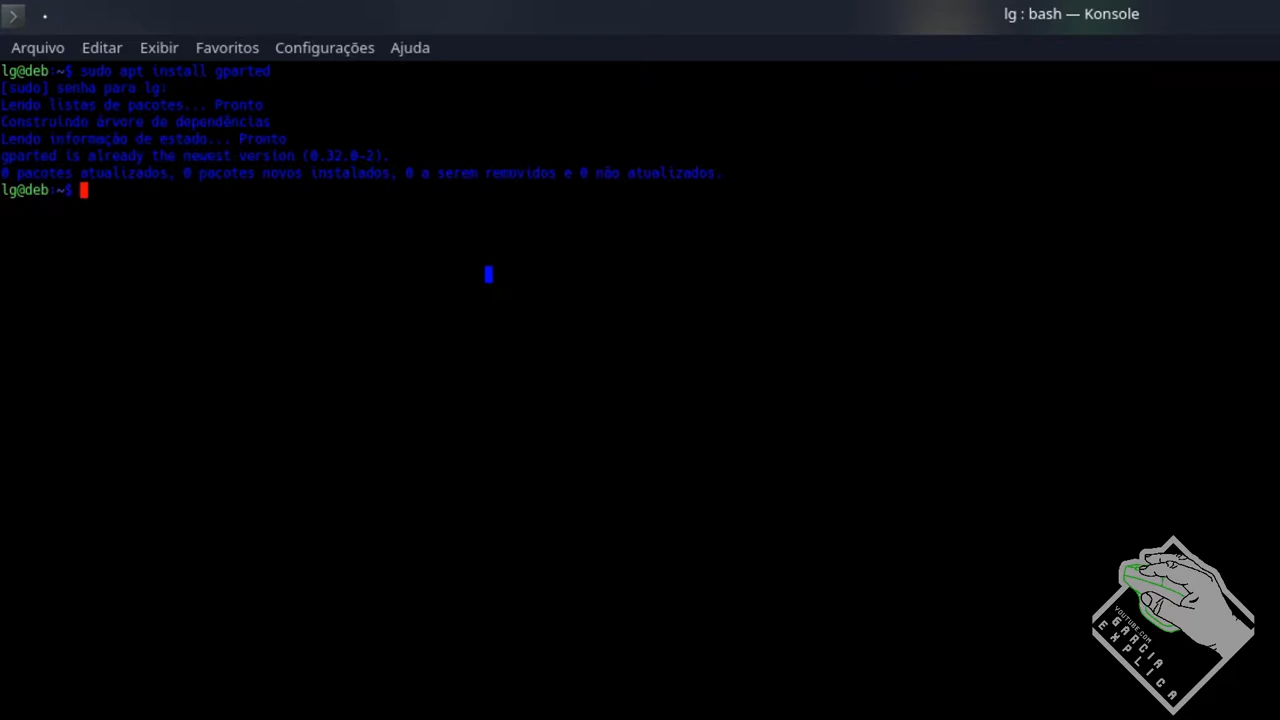 lg : bash — Konsole
Arquivo Editar Exibir Favoritos Configurações Ajuda
lg@deb:~$ sudo apt install gparted
[sudo] senha para lg:
Lendo listas de pacotes... Pronto
Construindo árvore de dependências
Lendo informação de estado... Pronto
gparted is already the newest version (0.32.0-2).
0 pacotes atualizados, 0 pacotes novos instalados, 0 a serem removidos e 0 não atualizados.
lg@deb:~$
YOUTUBE.COM
GARCIA
EXPLICA